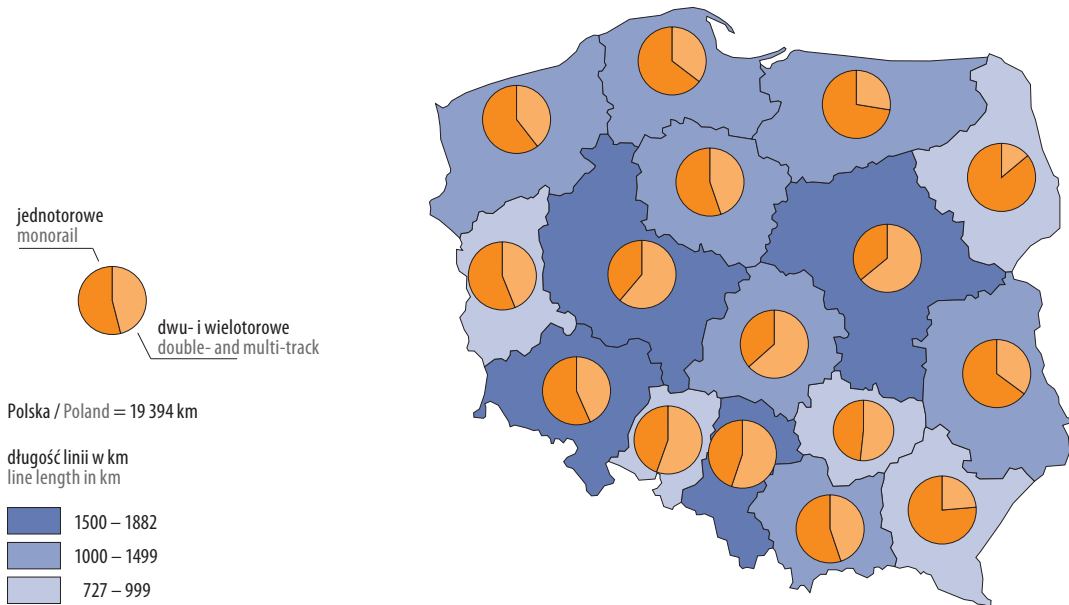 jednotorowe
monorail
dwu- i wielotorowe
double- and multi-track
Polska / Poland = 19 394 km
długość linii w km
line length in km
1500 – 1882
1000 – 1499
727 – 999